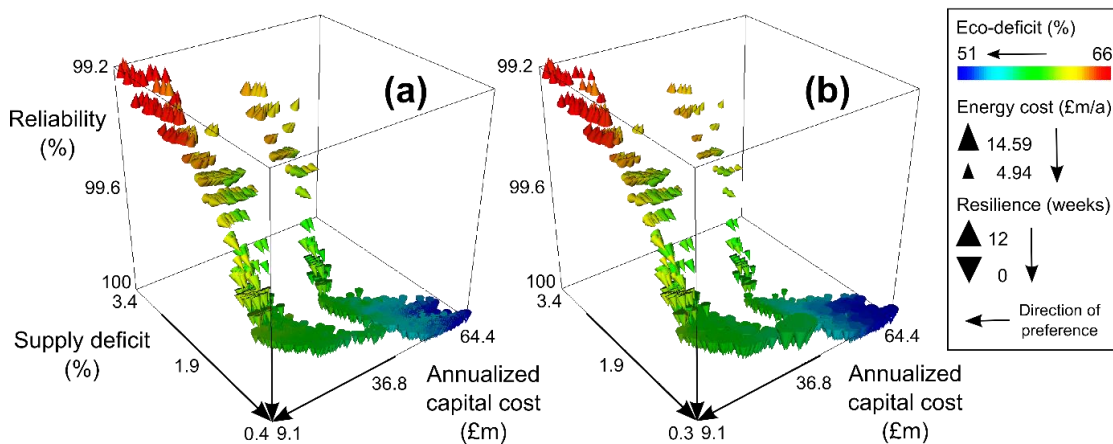 (a)
99.2
Reliability
(%)
99.6
100
3.4
Supply deficit
(%)
1.9
0.4
9.1
36.8
64.4
Annualized
capital cost
(£m)
(b)
99.2
99.6
100
3.4
1.9
0.3
9.1
36.8
64.4
Annualized
capital cost
(£m)
Eco-deficit (%)
51 66
Energy cost (£m/a)
14.59
4.94
Resilience (weeks)
12
0
Direction of
preference